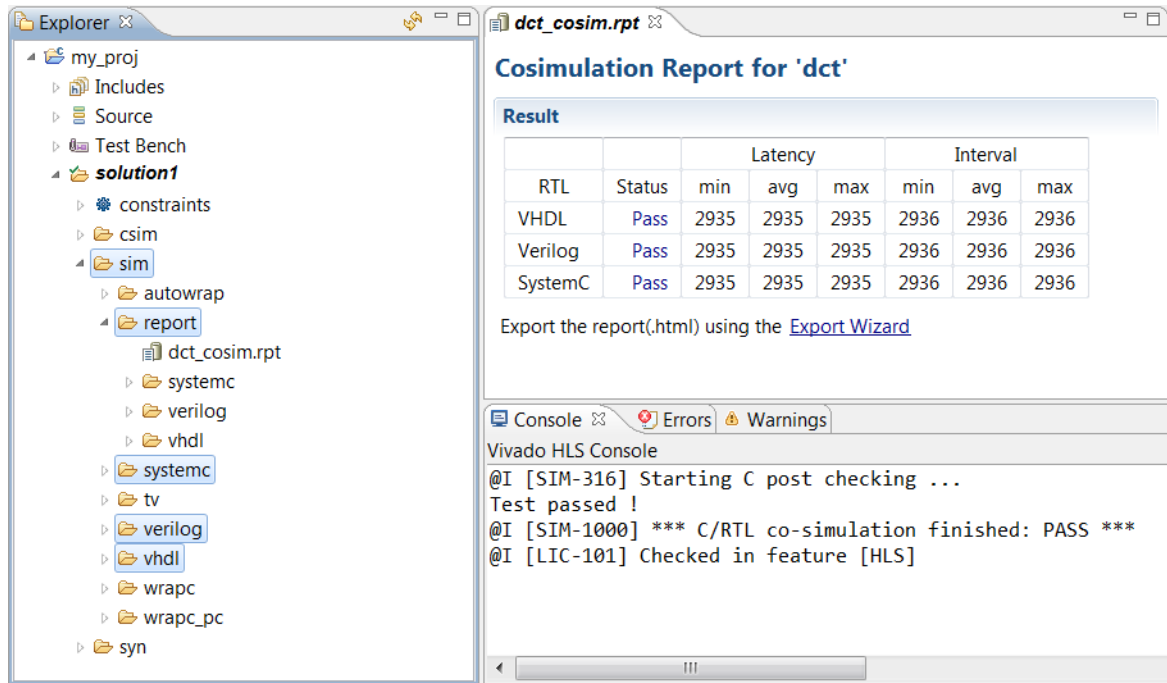 Explorer
my_proj
Includes
Source
Test Bench
solution1
constraints
csim
sim
autowrap
report
dct_cosim.rpt
systemc
verilog
vhdl
systemc
tv
verilog
vhdl
wrapc
wrapc_pc
syn
dct_cosim.rpt
Cosimulation Report for 'dct'
Result
Latency Interval
RTL Status min avg max min avg max
VHDL Pass 2935 2935 2935 2936 2936 2936
Verilog Pass 2935 2935 2935 2936 2936 2936
SystemC Pass 2935 2935 2935 2936 2936 2936
Export the report(.html) using the Export Wizard
Console Errors Warnings
Vivado HLS Console
@I [SIM-316] Starting C post checking ...
Test passed !
@I [SIM-1000] *** C/RTL co-simulation finished: PASS ***
@I [LIC-101] Checked in feature [HLS]